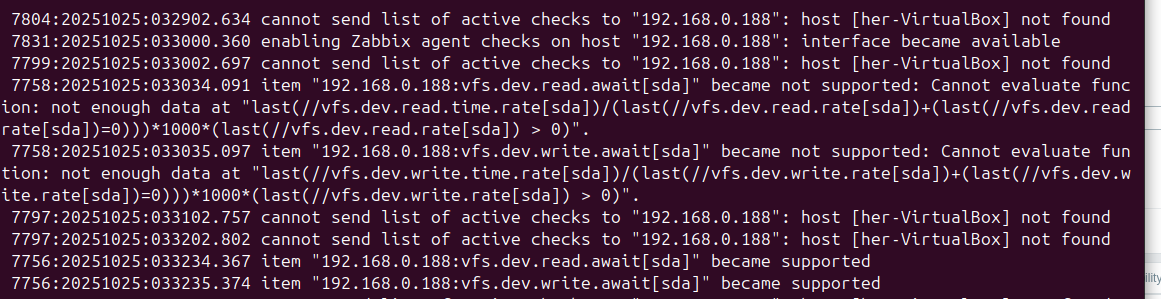 7804:20251025:032902.634 cannot send list of active checks to "192.168.0.188": host [her-VirtualBox] not found
7831:20251025:033000.360 enabling Zabbix agent checks on host "192.168.0.188": interface became available
7799:20251025:033002.697 cannot send list of active checks to "192.168.0.188": host [her-VirtualBox] not found
7758:20251025:033034.091 item "192.168.0.188:vfs.dev.read.await[sda]" became not supported: Cannot evaluate func
ion: not enough data at "last(//vfs.dev.read.time.rate[sda])/(last(//vfs.dev.read.rate[sda])+(last(//vfs.dev.read
rate[sda])=0)))*1000*(last(//vfs.dev.read.rate[sda]) > 0)".
7758:20251025:033035.097 item "192.168.0.188:vfs.dev.write.await[sda]" became not supported: Cannot evaluate fun
tion: not enough data at "last(//vfs.dev.write.time.rate[sda])/(last(//vfs.dev.write.rate[sda])+(last(//vfs.dev.w
ite.rate[sda])=0)))*1000*(last(//vfs.dev.write.rate[sda]) > 0)".
7797:20251025:033102.757 cannot send list of active checks to "192.168.0.188": host [her-VirtualBox] not found
7797:20251025:033202.802 cannot send list of active checks to "192.168.0.188": host [her-VirtualBox] not found
7756:20251025:033234.367 item "192.168.0.188:vfs.dev.read.await[sda]" became supported
7756:20251025:033235.374 item "192.168.0.188:vfs.dev.write.await[sda]" became supported
ility